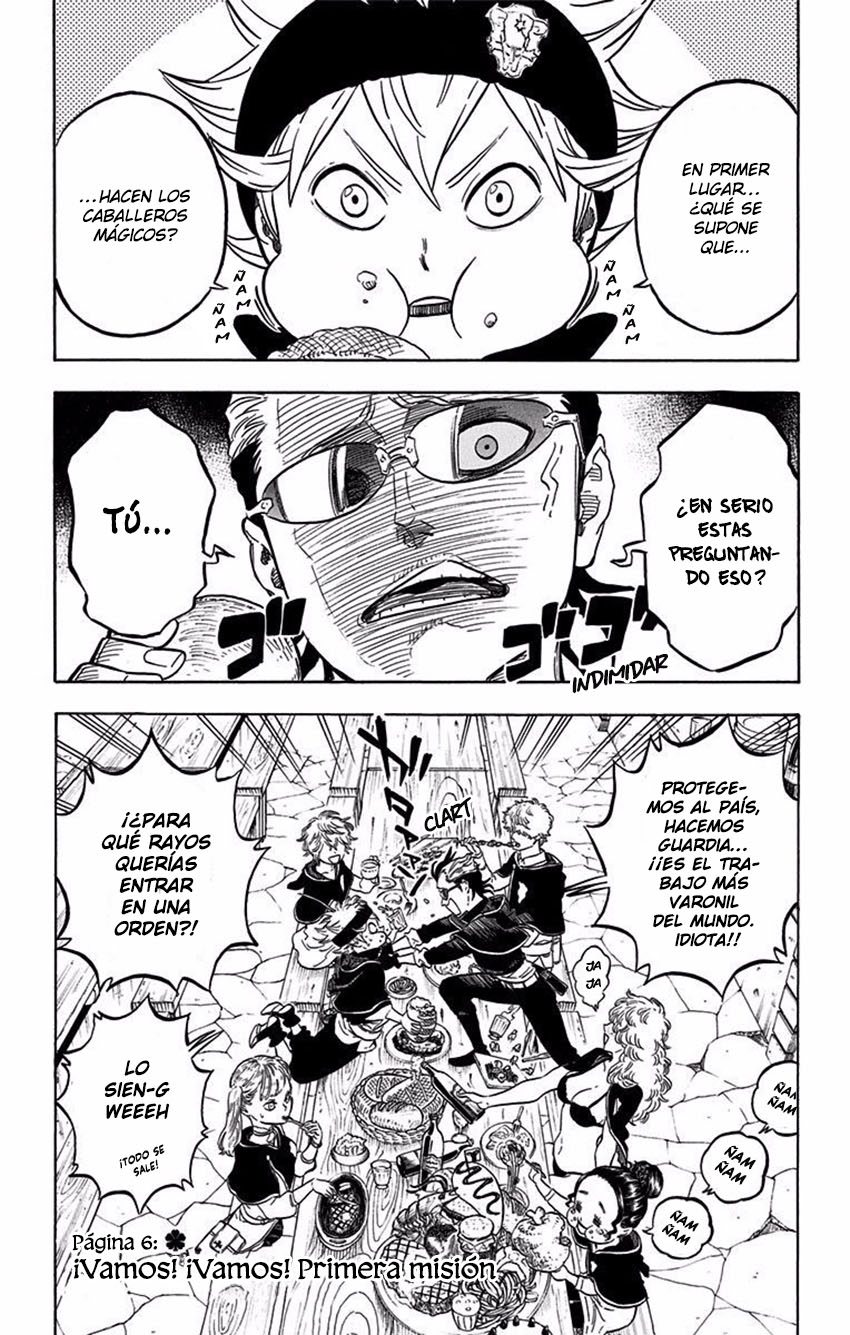 EN PRIMER
LUGAR...
¿QUÉ SE
SUPONE
QUE...
...HACEN LOS
CABALLEROS
MÁGICOS?
ÑAM
ÑAM
ÑAM
ÑAM
¿EN SERIO
ESTAS
PREGUNTAN-
DO ESO?
TÚ...
ゴゴ
ゴ
INDIMIDAR
PROTEGE-
MOS AL PAÍS,
HACEMOS
GUARDIA...
¡¡ES EL TRA-
BAJO MÁS
VARONIL
DEL MUNDO.
IDIOTA!!
¡¿PARA
QUÉ RAYOS
QUERÍAS
ENTRAR
EN UNA
ORDEN?!
CLART
JA
JA
LO
SIEN-G
WEEEH
¡TODO SE
SALE!
ÑAM
ÑAM
ÑAM
ÑAM
ÑAM
ÑAM
Página 6:
¡Vamos! ¡Vamos! Primera misión